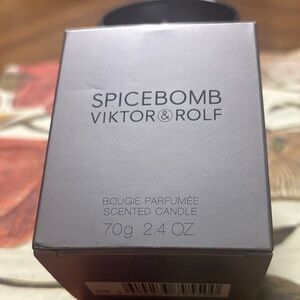 SPICEBOMB
VIKTOR&ROLF
BOUGIE PARFUMÉE
SCENTED CANDLE
70g 2.4 OZ.